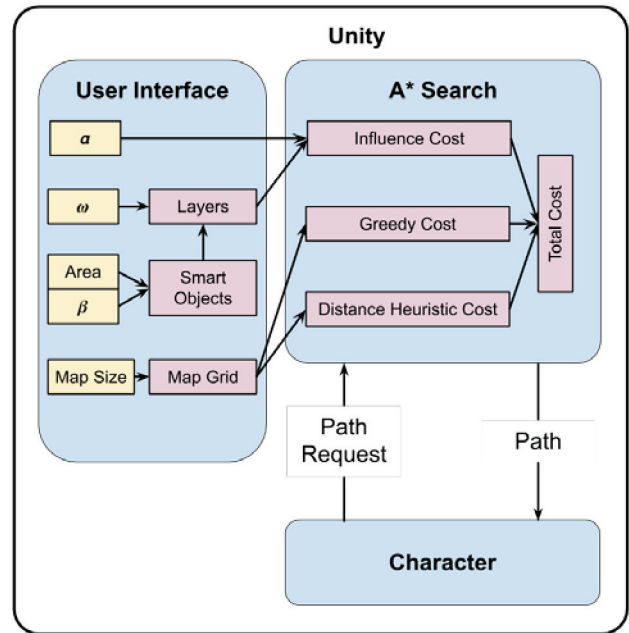 Unity
User Interface
α
ω
Layers
Area
β
Smart
Objects
Map Size
Map Grid
A* Search
Influence Cost
Greedy Cost
Distance Heuristic Cost
Total Cost
Path
Request
Path
Character